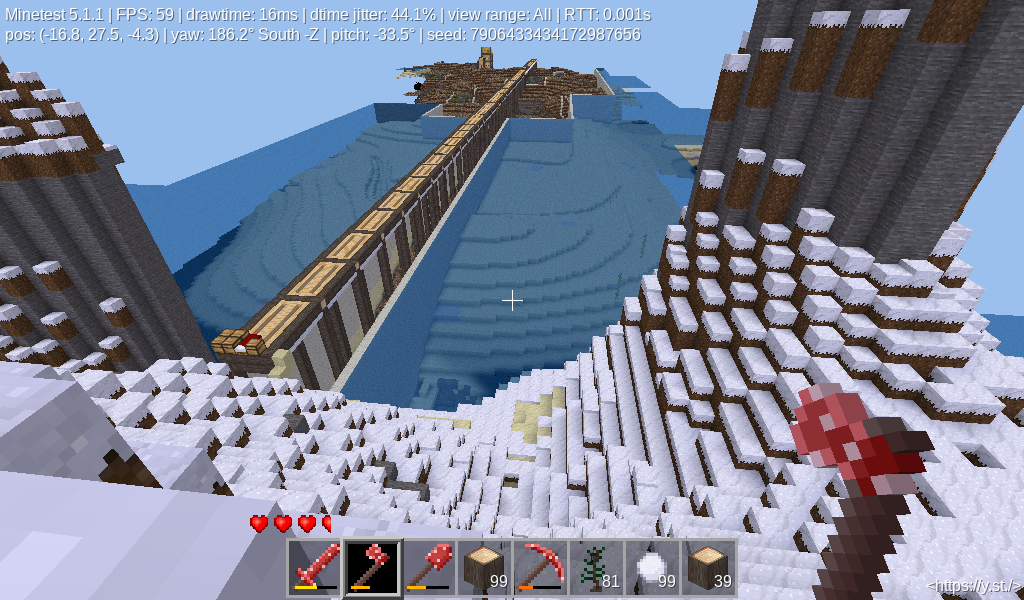 Minetest 5.1.1 | FPS: 59 | drawtime: 16ms | dtime jitter: 44.1% | view range: All | RTT: 0.001s
pos: (-16.8, 27.5, -4.3) | yaw: 186.2° South -Z | pitch: -33.5° | seed: 7906433434172987656
99
81
99
39
<https://y.st./>